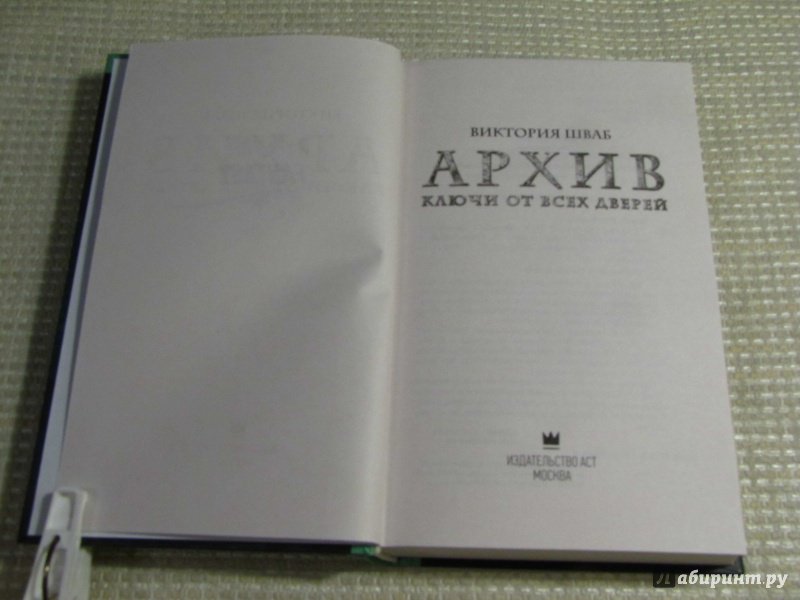 ВИКТОРИЯ ШВАБ
АРХИВ
КЛЮЧИ ОТ ВСЕХ ДВЕРЕЙ
ИЗДАТЕЛЬСТВО АСТ
МОСКВА
Лабиринт.ру